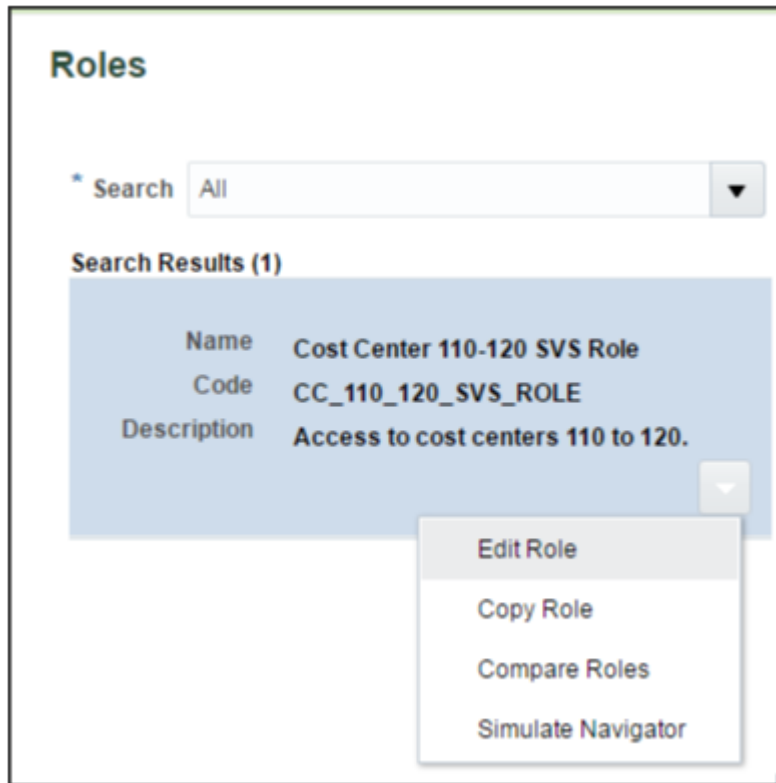 Roles
* Search All
Search Results (1)
Name Cost Center 110-120 SVS Role
Code CC_110_120_SVS_ROLE
Description Access to cost centers 110 to 120.
Edit Role
Copy Role
Compare Roles
Simulate Navigator